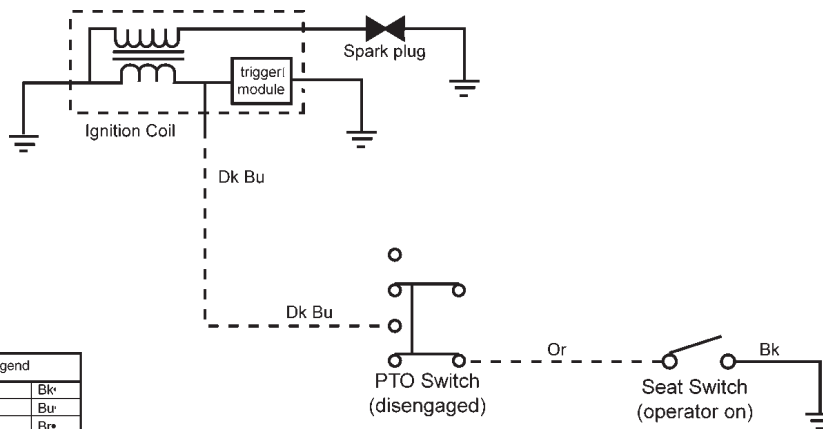 Spark plug
trigger
module
Ignition Coil
Dk Bu
Dk Bu
Or
Bk
PTO Switch
(disengaged)
Seat Switch
(operator on)
gend
Bk
Bu
Br